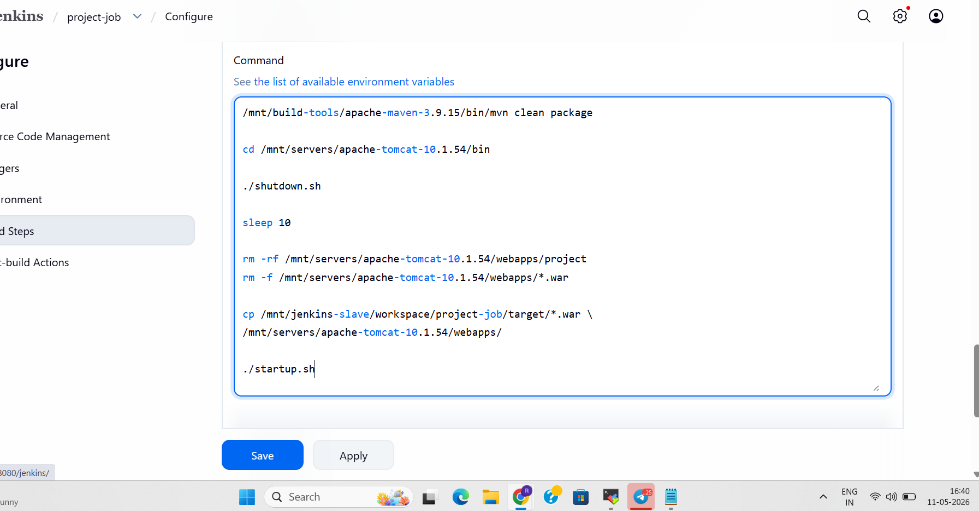 enkins / project-job / Configure
gure
Command
See the list of available environment variables
eral
rce Code Management
gers
ronment
d Steps
t-build Actions
/mnt/build-tools/apache-maven-3.9.15/bin/mvn clean package
cd /mnt/servers/apache-tomcat-10.1.54/bin
./shutdown.sh
sleep 10
rm -rf /mnt/servers/apache-tomcat-10.1.54/webapps/project
rm -f /mnt/servers/apache-tomcat-10.1.54/webapps/*.war
cp /mnt/jenkins-slave/workspace/project-job/target/*.war \
/mnt/servers/apache-tomcat-10.1.54/webapps/
./startup.sh
Save Apply
8080/jenkins/
unny
Search
ENG
IN
16:40
11-05-2026